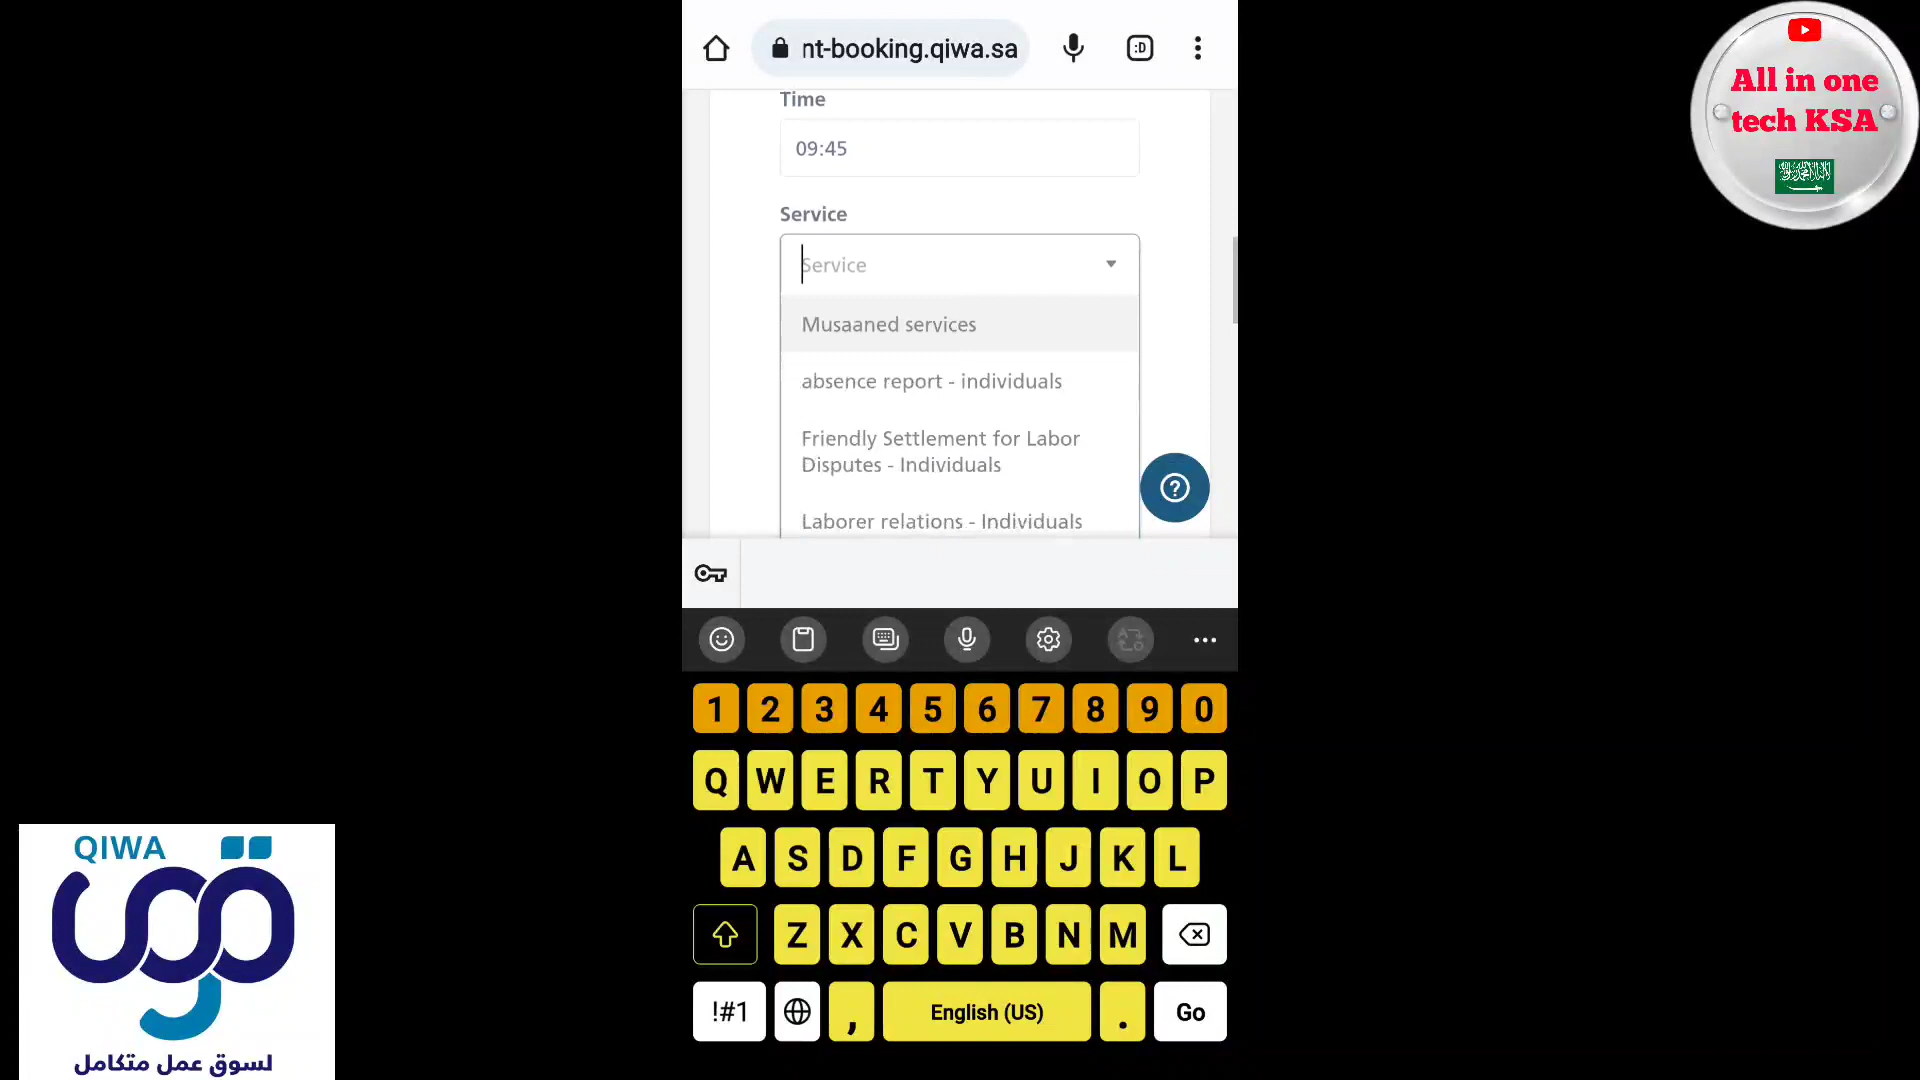 nt-booking.qiwa.sa
:D
Time
09:45
Service
Service
Musaaned services
absence report - individuals
Friendly Settlement for Labor
Disputes - Individuals
Laborer relations - Individuals
?
1 2 3 4 5 6 7 8 9 0
Q W E R T Y U I O P
A S D F G H J K L
Z X C V B N M
!#1 , English (US) . Go
All in one
tech KSA
QIWA
قوى
لسوق عمل متكامل